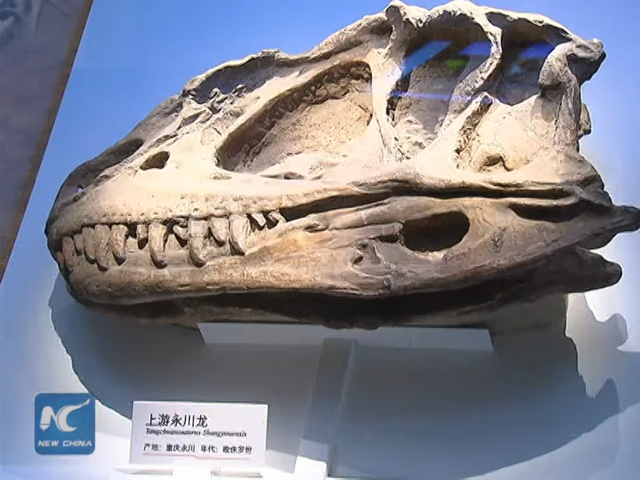 上游永川龙
Yangchuanosaurus Shangyouensis
产地：重庆永川 年代：晚侏罗世
NC
NEW CHINA